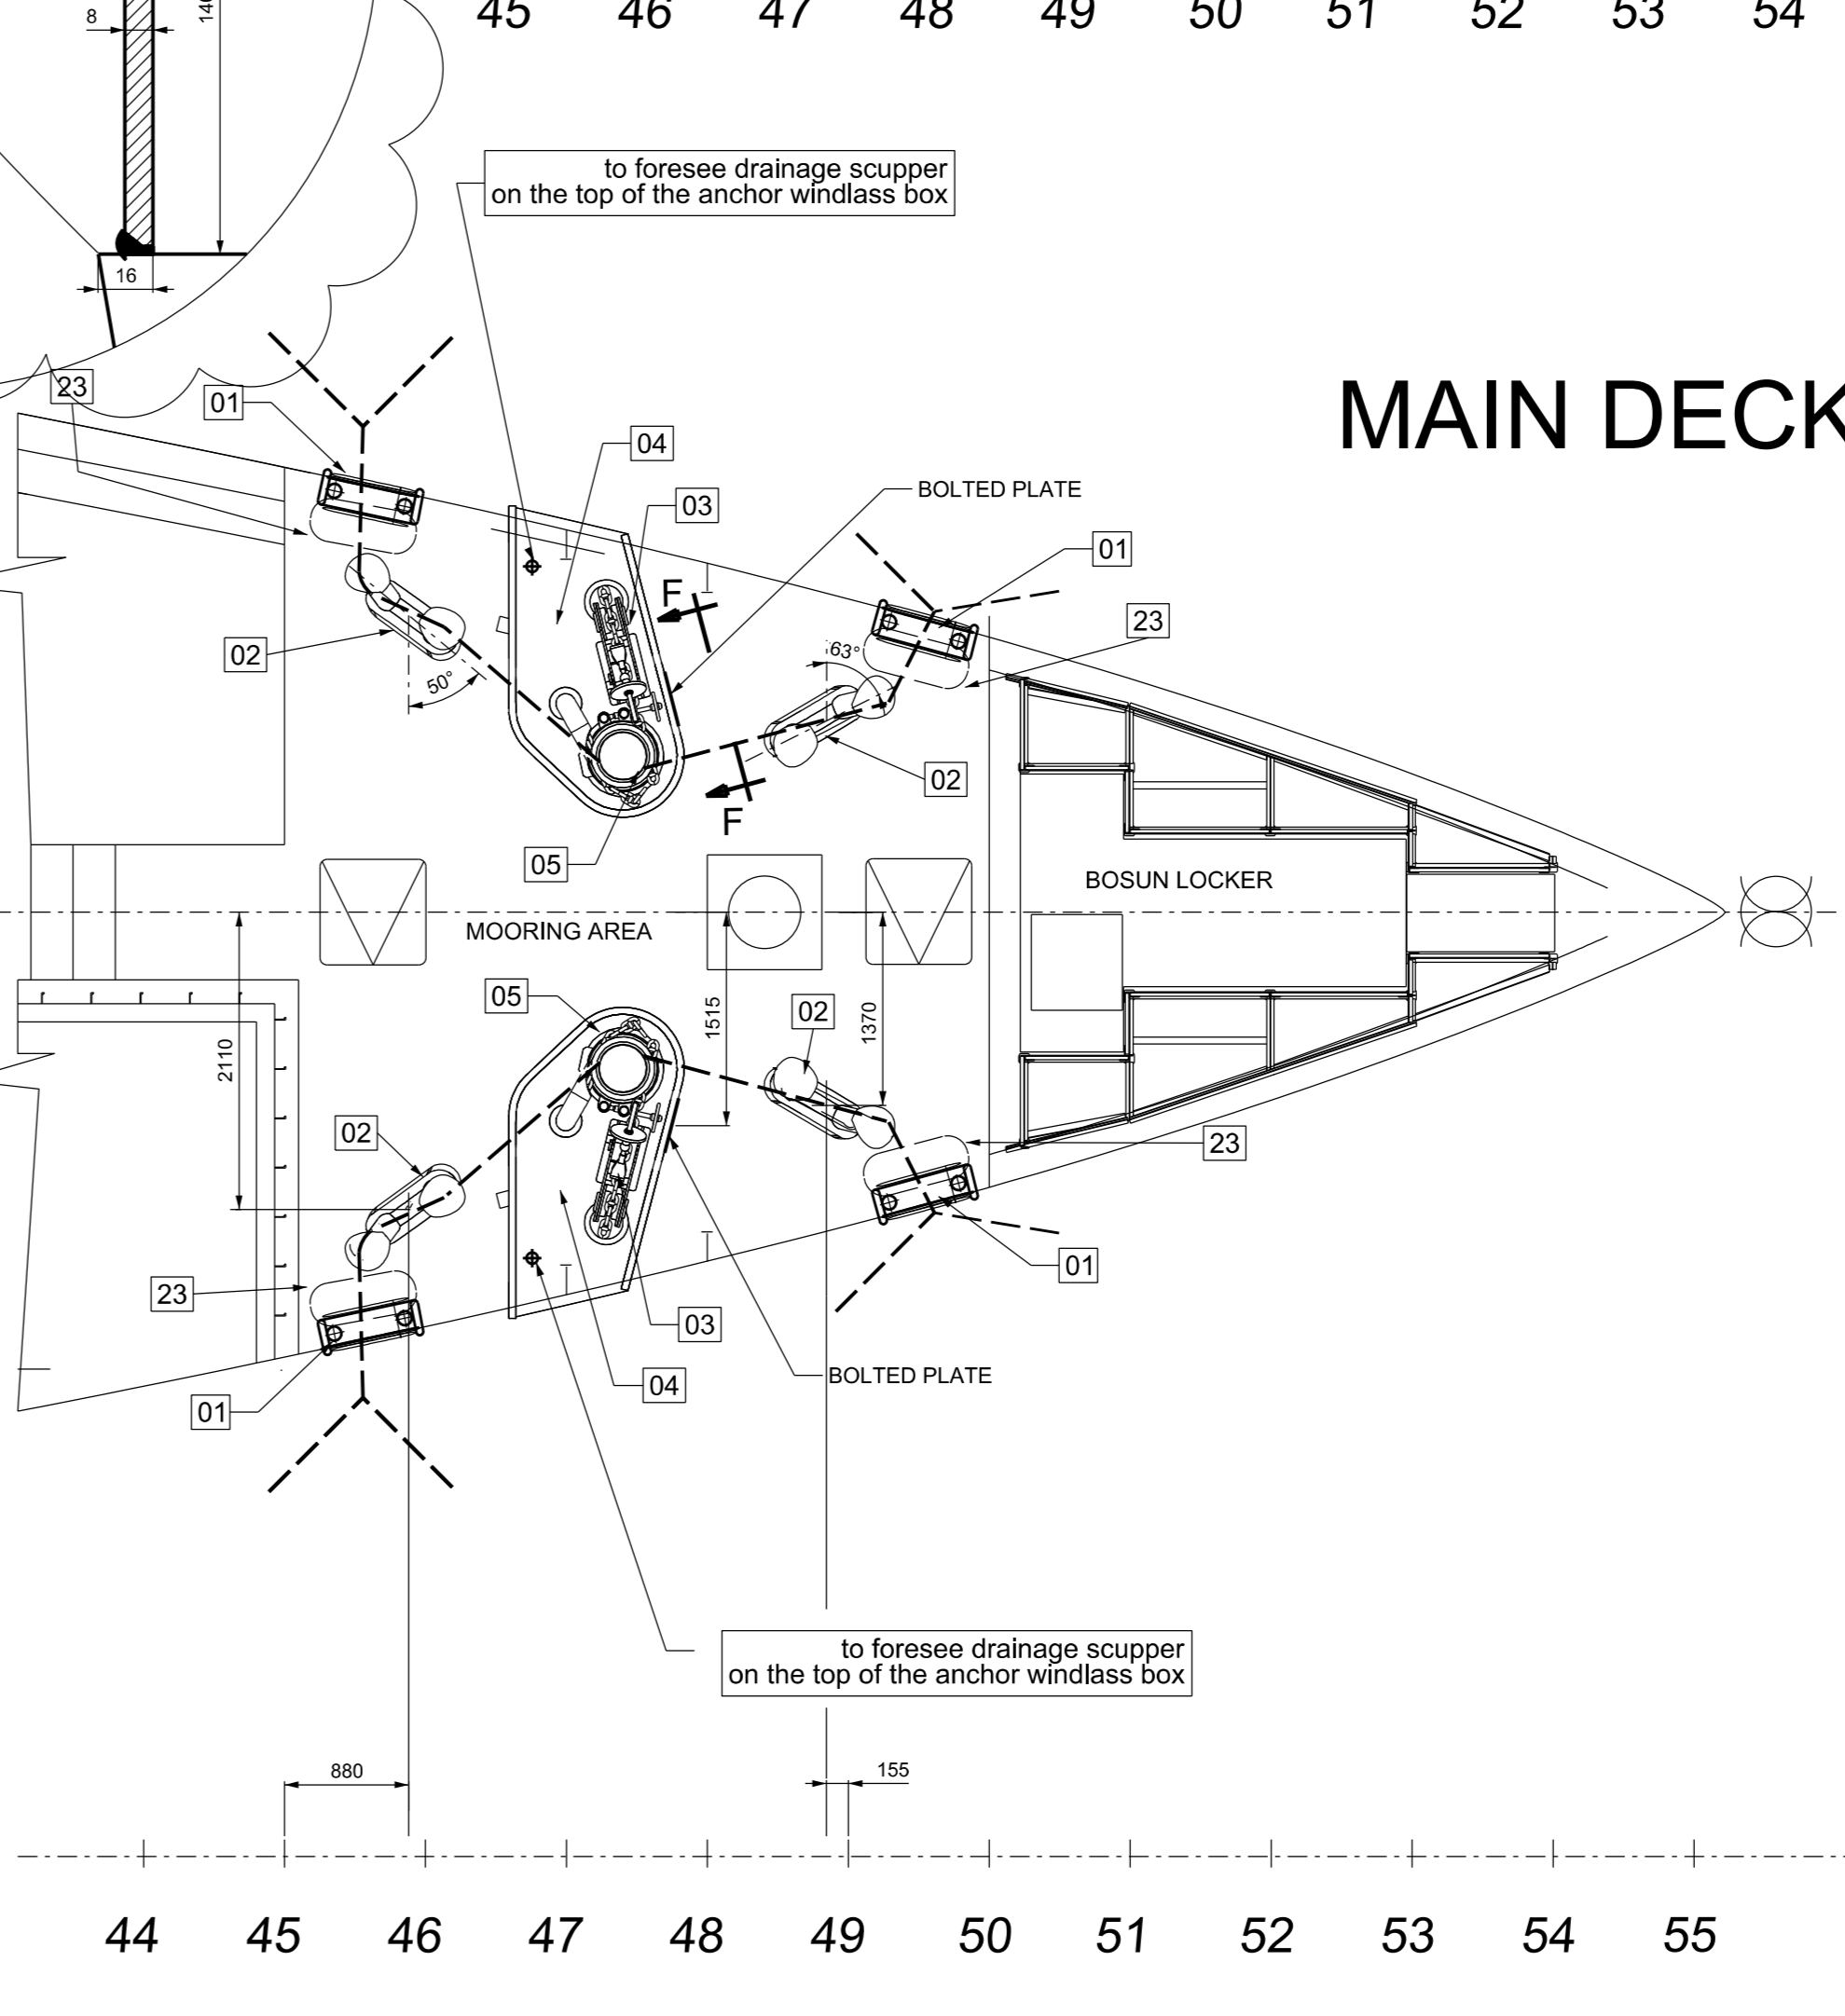 45 46 47 48 49 50 51 52 53 54
8
16
to foresee drainage scupper
on the top of the anchor windlass box
MAIN DECK
23
01
04
03
BOLTED PLATE
01
F
23
02
63°
50°
02
F
05
BOSUN LOCKER
MOORING AREA
05
02
1515
1370
2110
02
23
23
01
03
BOLTED PLATE
04
01
to foresee drainage scupper
on the top of the anchor windlass box
880
155
44 45 46 47 48 49 50 51 52 53 54 55